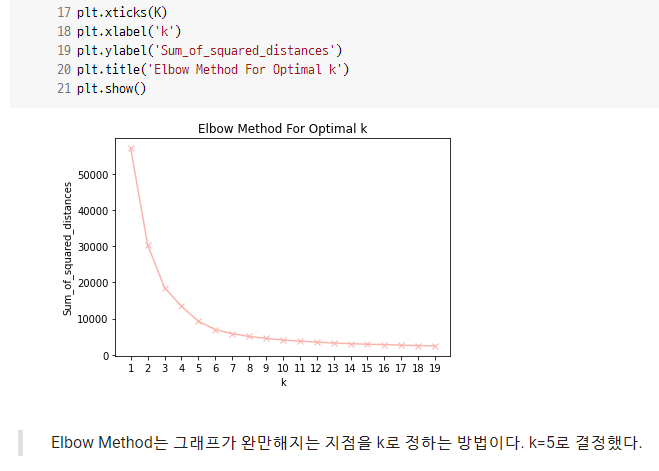 17 plt.xticks(K)
18 plt.xlabel('k')
19 plt.ylabel('Sum_of_squared_distances')
20 plt.title('Elbow Method For Optimal k')
21 plt.show()
Elbow Method For Optimal k
50000
40000
30000
20000
10000
0
Sum_of_squared_distances
1 2 3 4 5 6 7 8 9 10 11 12 13 14 15 16 17 18 19
k
Elbow Method는 그래프가 완만해지는 지점을 k로 정하는 방법이다. k=5로 결정했다.